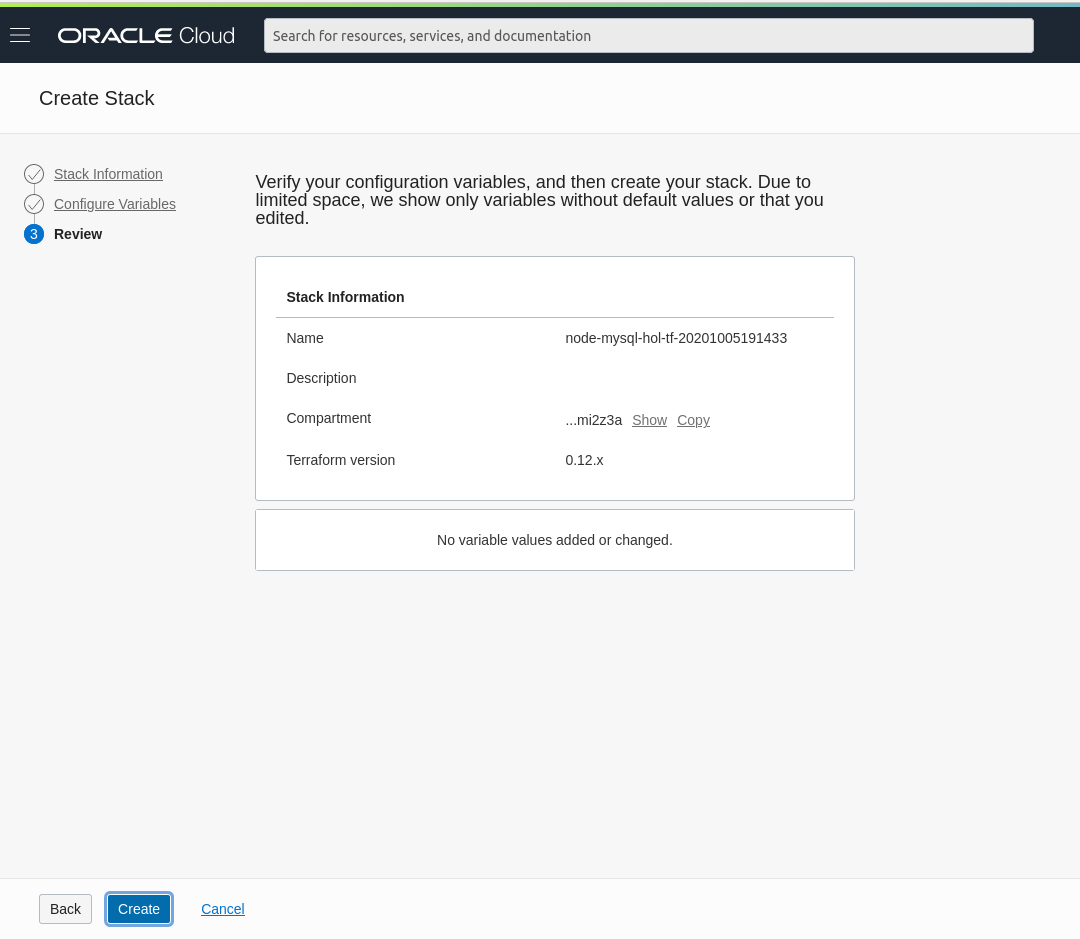 ORACLE Cloud
Search for resources, services, and documentation
Create Stack
Stack Information
Configure Variables
3 Review
Verify your configuration variables, and then create your stack. Due to
limited space, we show only variables without default values or that you
edited.
Stack Information
Name node-mysql-hol-tf-20201005191433
Description
Compartment ...mi2z3a Show Copy
Terraform version 0.12.x
No variable values added or changed.
Back Create Cancel